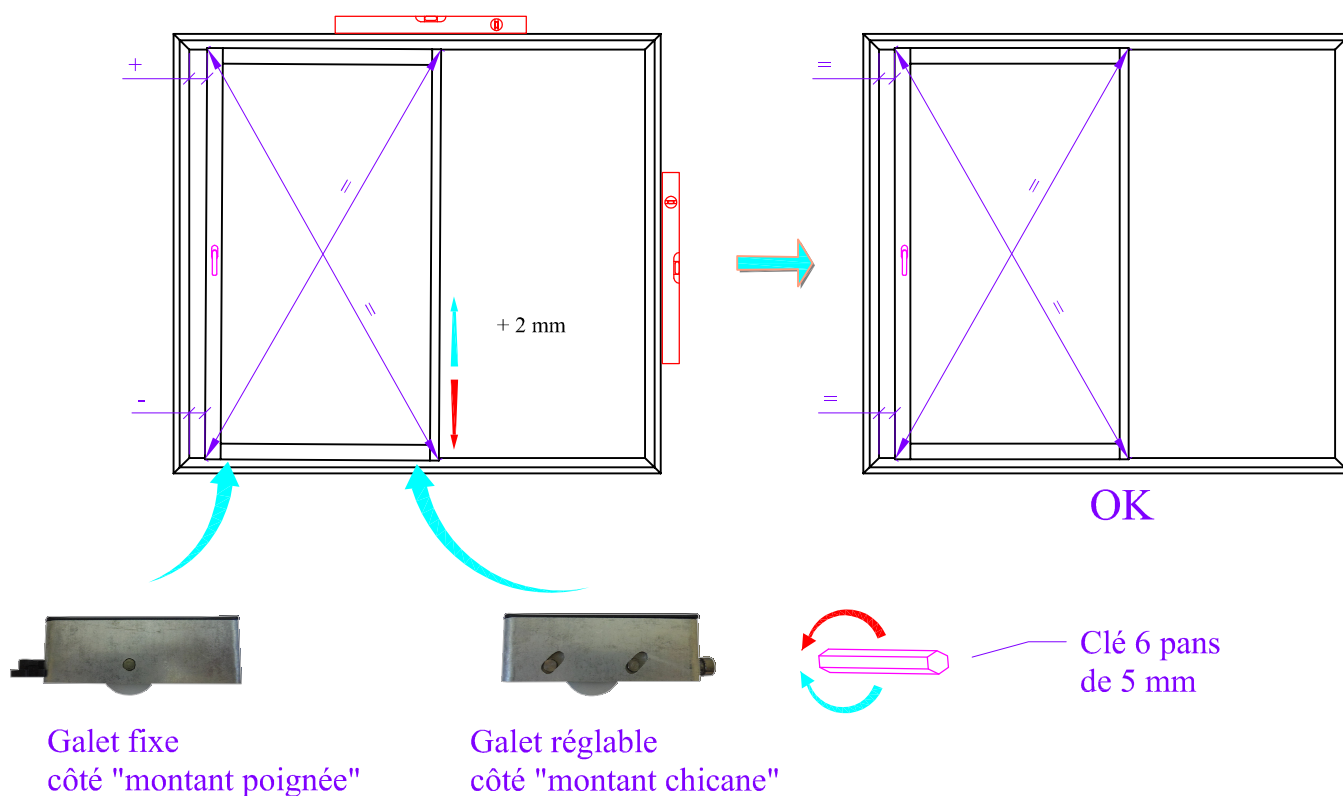 +
=
=
=
=
+ 2 mm
-
=
OK
Clé 6 pans
de 5 mm
Galet fixe
côté "montant poignée"
Galet réglable
côté "montant chicane"